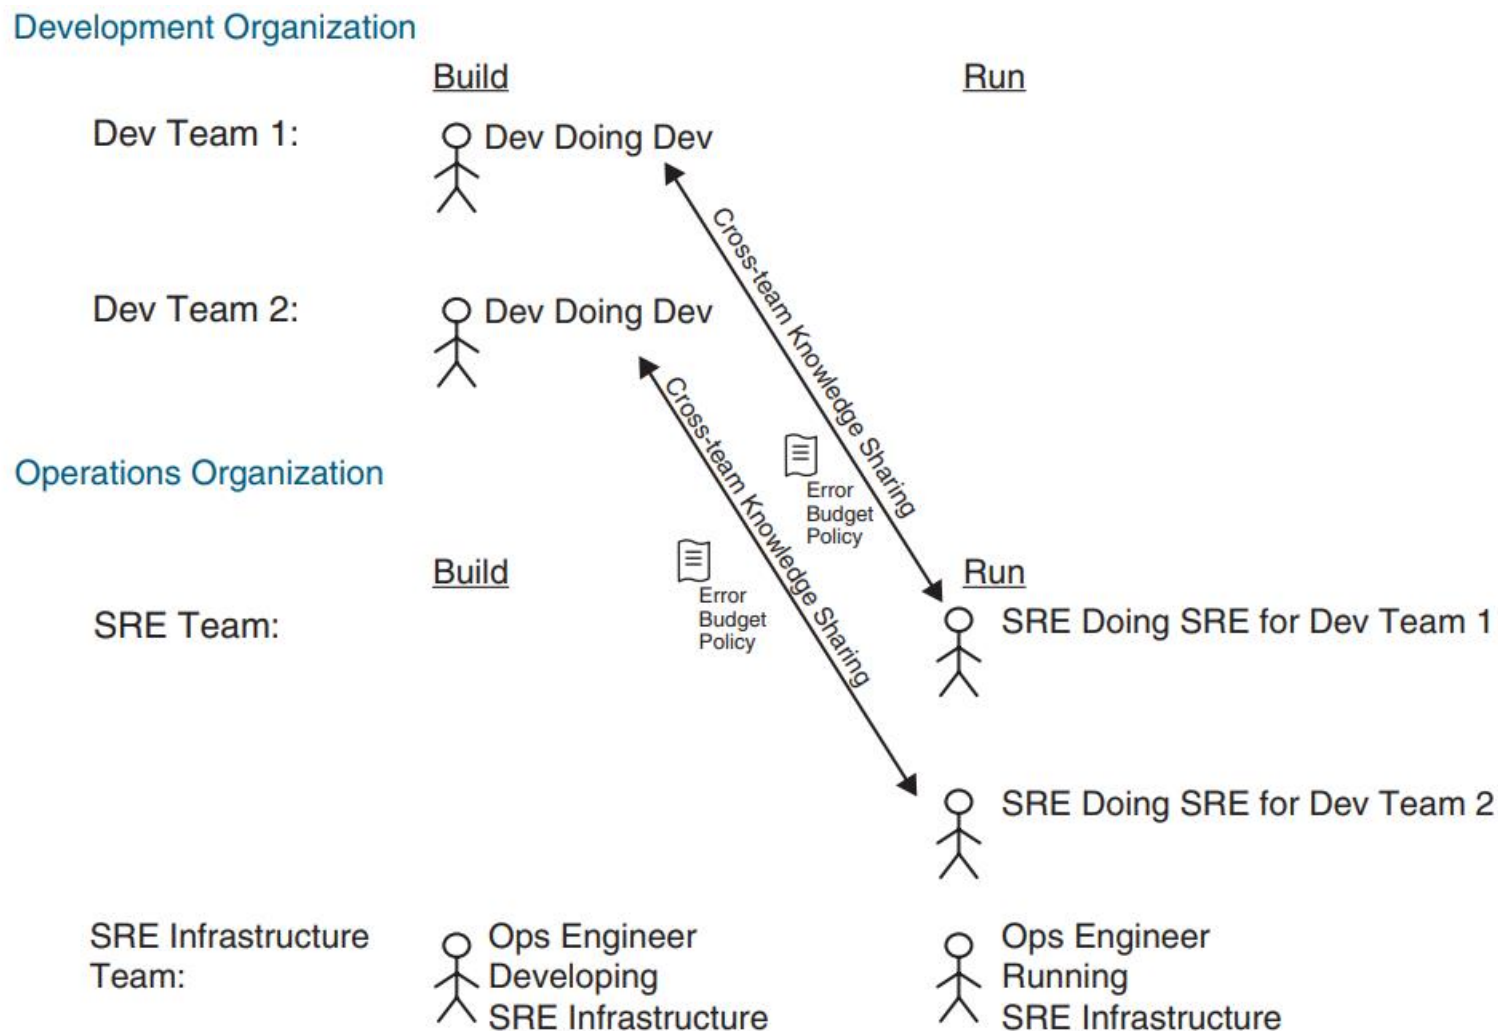 Development Organization
Build
Run
Dev Team 1:
Dev Doing Dev
Cross-team Knowledge Sharing
Dev Team 2:
Dev Doing Dev
Cross-team Knowledge Sharing
Error
Budget
Policy
Operations Organization
Error
Budget
Policy
Build
Run
SRE Team:
SRE Doing SRE for Dev Team 1
SRE Doing SRE for Dev Team 2
SRE Infrastructure
Team:
Ops Engineer
Developing
SRE Infrastructure
Ops Engineer
Running
SRE Infrastructure